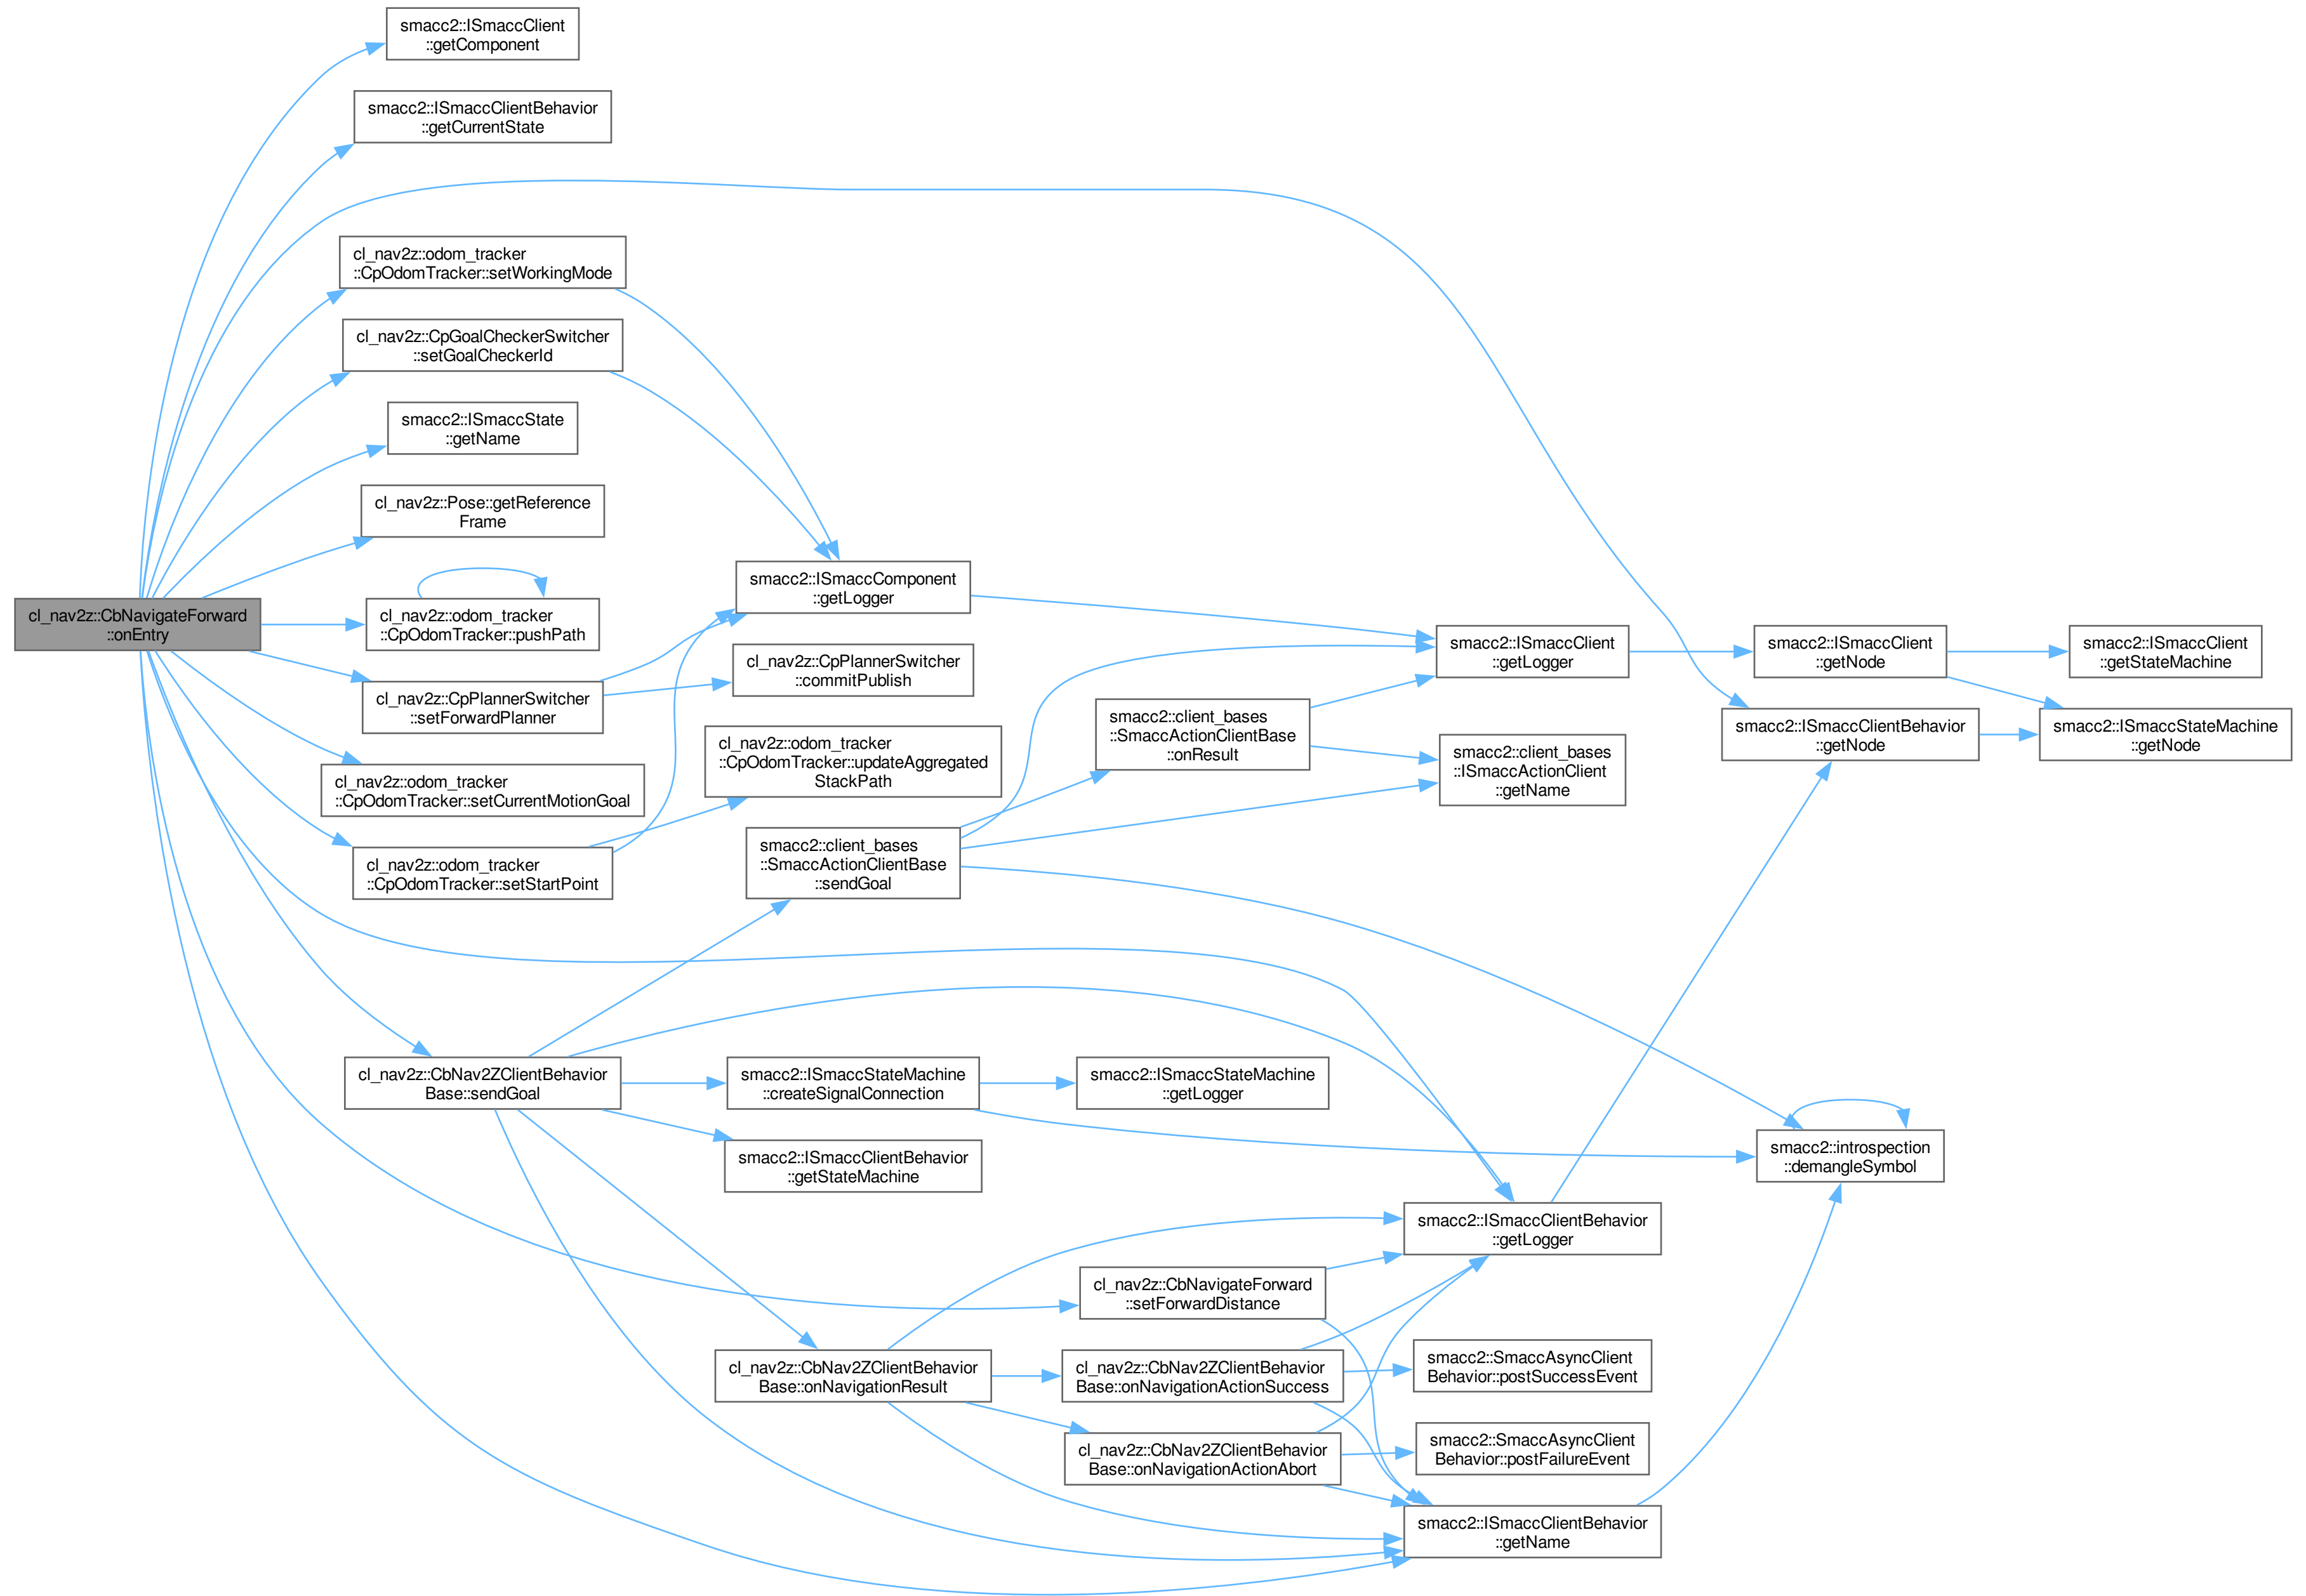 smacc2::ISmaccClient
::getComponent
smacc2::ISmaccClientBehavior
::getCurrentState
cl_nav2z::odom_tracker
::CpOdomTracker::setWorkingMode
cl_nav2z::CpGoalCheckerSwitcher
::setGoalCheckerId
smacc2::ISmaccState
::getName
cl_nav2z::Pose::getReference
Frame
cl_nav2z::CbNavigateForward
::onEntry
cl_nav2z::odom_tracker
::CpOdomTracker::pushPath
cl_nav2z::CpPlannerSwitcher
::setForwardPlanner
cl_nav2z::odom_tracker
::CpOdomTracker::setCurrentMotionGoal
cl_nav2z::odom_tracker
::CpOdomTracker::setStartPoint
cl_nav2z::CbNav2ZClientBehavior
Base::sendGoal
smacc2::ISmaccComponent
::getLogger
cl_nav2z::CpPlannerSwitcher
::commitPublish
cl_nav2z::odom_tracker
::CpOdomTracker::updateAggregated
StackPath
smacc2::client_bases
::SmaccActionClientBase
::sendGoal
smacc2::ISmaccStateMachine
::createSignalConnection
smacc2::ISmaccClientBehavior
::getStateMachine
cl_nav2z::CbNav2ZClientBehavior
Base::onNavigationResult
smacc2::client_bases
::SmaccActionClientBase
::onResult
smacc2::ISmaccStateMachine
::getLogger
cl_nav2z::CbNavigateForward
::setForwardDistance
cl_nav2z::CbNav2ZClientBehavior
Base::onNavigationActionSuccess
cl_nav2z::CbNav2ZClientBehavior
Base::onNavigationActionAbort
smacc2::ISmaccClient
::getLogger
smacc2::client_bases
::ISmaccActionClient
::getName
smacc2::ISmaccClientBehavior
::getLogger
smacc2::SmaccAsyncClient
Behavior::postSuccessEvent
smacc2::SmaccAsyncClient
Behavior::postFailureEvent
smacc2::ISmaccClientBehavior
::getName
smacc2::ISmaccClient
::getNode
smacc2::ISmaccClientBehavior
::getNode
smacc2::introspection
::demangleSymbol
smacc2::ISmaccClient
::getStateMachine
smacc2::ISmaccStateMachine
::getNode